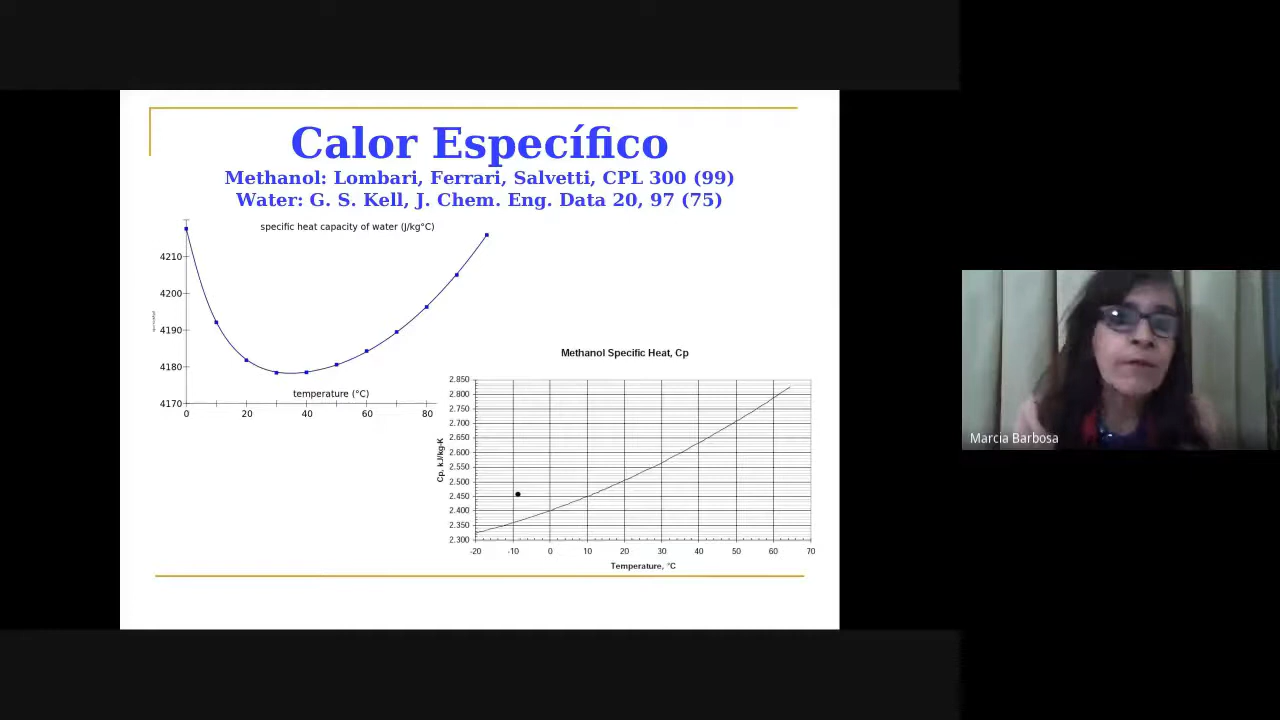 Calor Específico
Methanol: Lombari, Ferrari, Salvetti, CPL 300 (99)
Water: G. S. Kell, J. Chem. Eng. Data 20, 97 (75)
specific heat capacity of water (J/kg°C)
4210
4200
4190
4180
4170
temperature (°C)
0 20 40 60 80
Methanol Specific Heat, Cp
2.850
2.800
2.750
2.700
2.650
2.600
2.550
2.500
2.450
2.400
2.350
2.300
Cp, kJ/kg-K
-20 -10 0 10 20 30 40 50 60 70
Temperature, °C
Marcia Barbosa